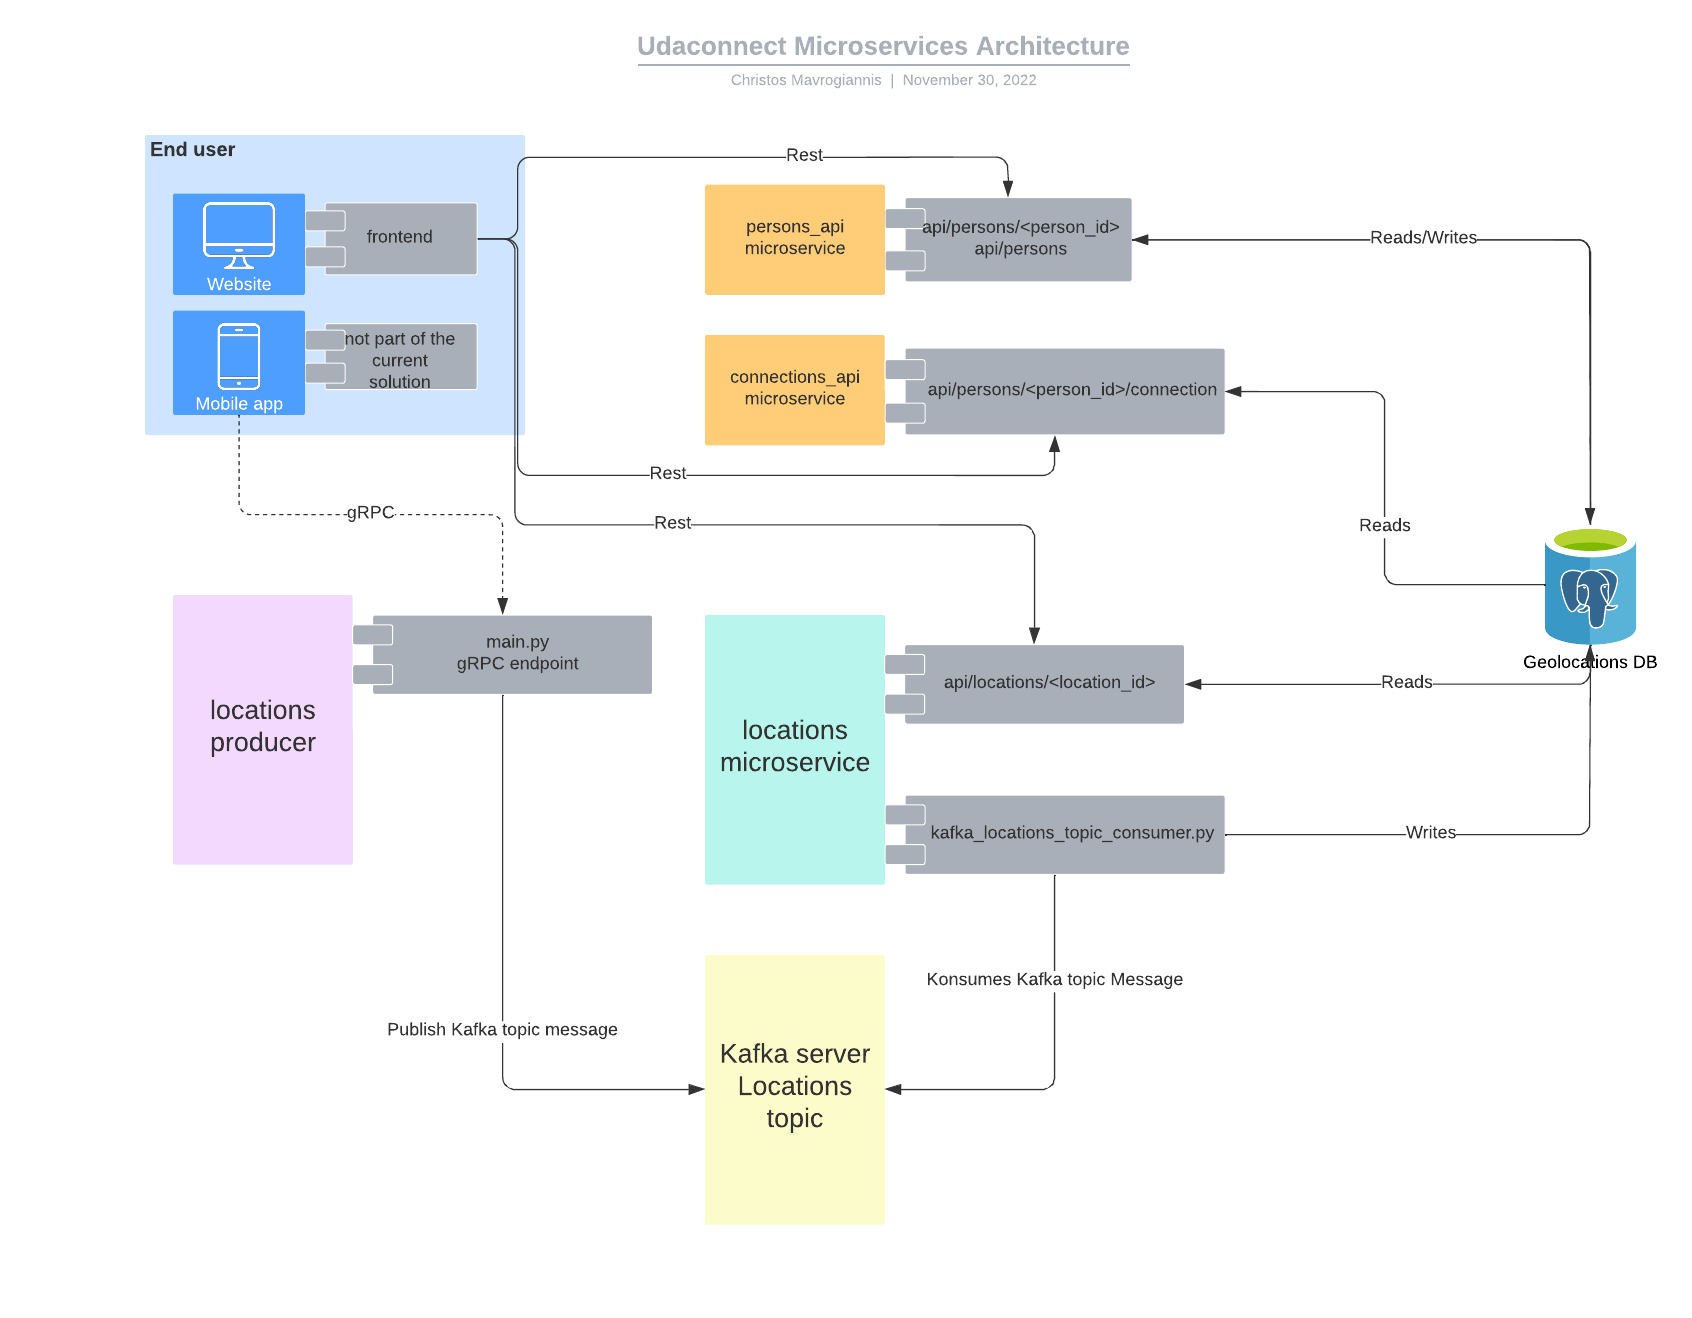 Udaconnect Microservices Architecture
Christos Mavrogiannis | November 30, 2022
End user
Website
frontend
Mobile app
not part of the
current
solution
Rest
persons_api
microservice
api/persons/<person_id>
api/persons
Reads/Writes
connections_api
microservice
api/persons/<person_id>/connection
Rest
gRPC
Rest
Reads
Geolocations DB
locations
producer
main.py
gRPC endpoint
locations
microservice
api/locations/<location_id>
Reads
kafka_locations_topic_consumer.py
Writes
Konsumes Kafka topic Message
Publish Kafka topic message
Kafka server
Locations
topic